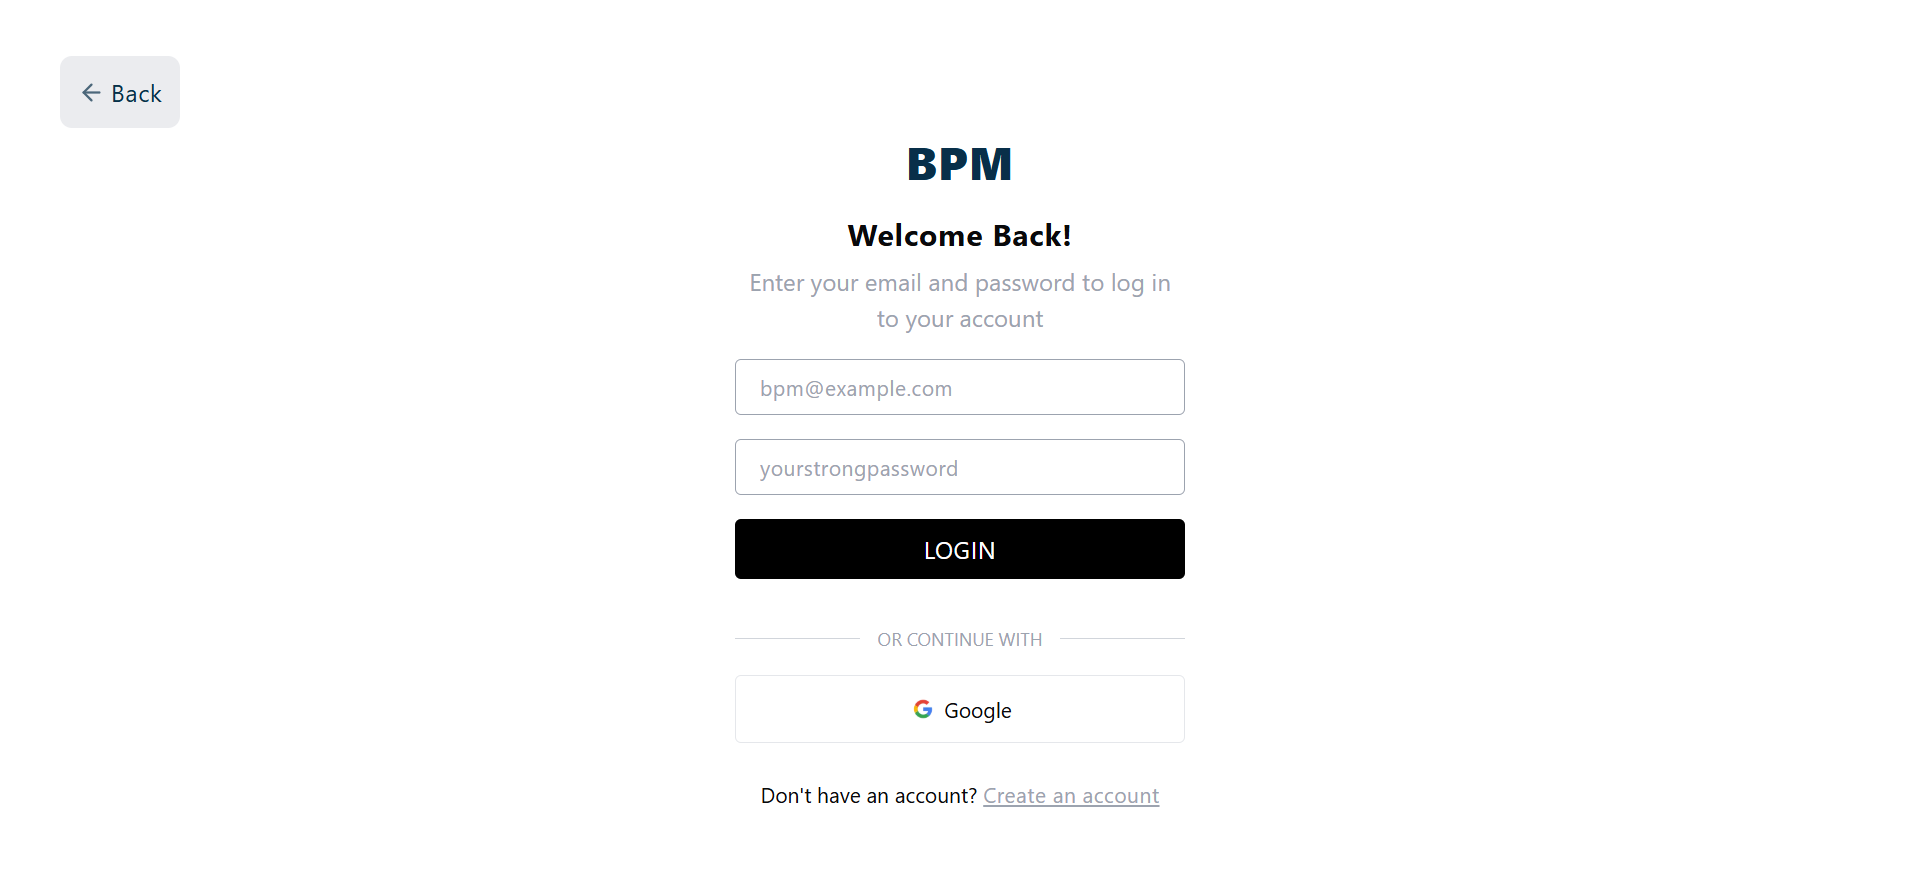 Back
BPM
Welcome Back!
Enter your email and password to log in
to your account
bpm@example.com
yourstrongpassword
LOGIN
OR CONTINUE WITH
Google
Don't have an account? Create an account